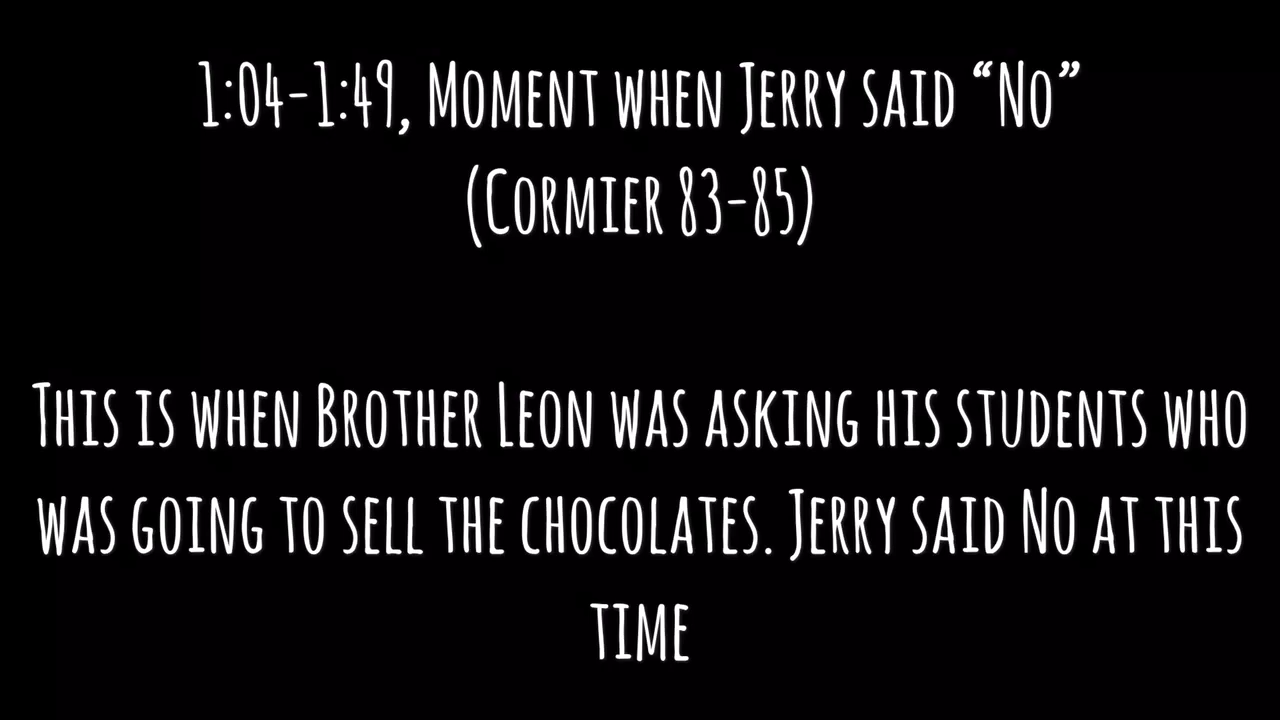 1:04-1:49, Moment when Jerry said “No”
(Cormier 83-85)
This is when Brother Leon was asking his students who
was going to sell the chocolates. Jerry said No at this
time